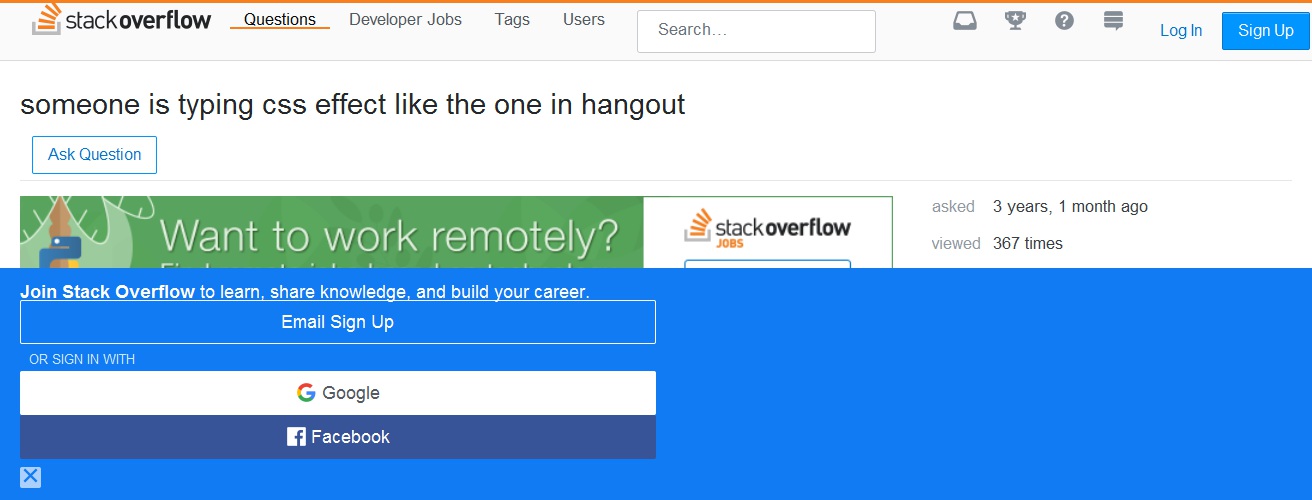 stack overflow Questions Developer Jobs Tags Users Search... Log In Sign Up
someone is typing css effect like the one in hangout
Ask Question
Want to work remotely?
stack overflow
JOBS
asked 3 years, 1 month ago
viewed 367 times
Join Stack Overflow to learn, share knowledge, and build your career.
Email Sign Up
OR SIGN IN WITH
Google
Facebook